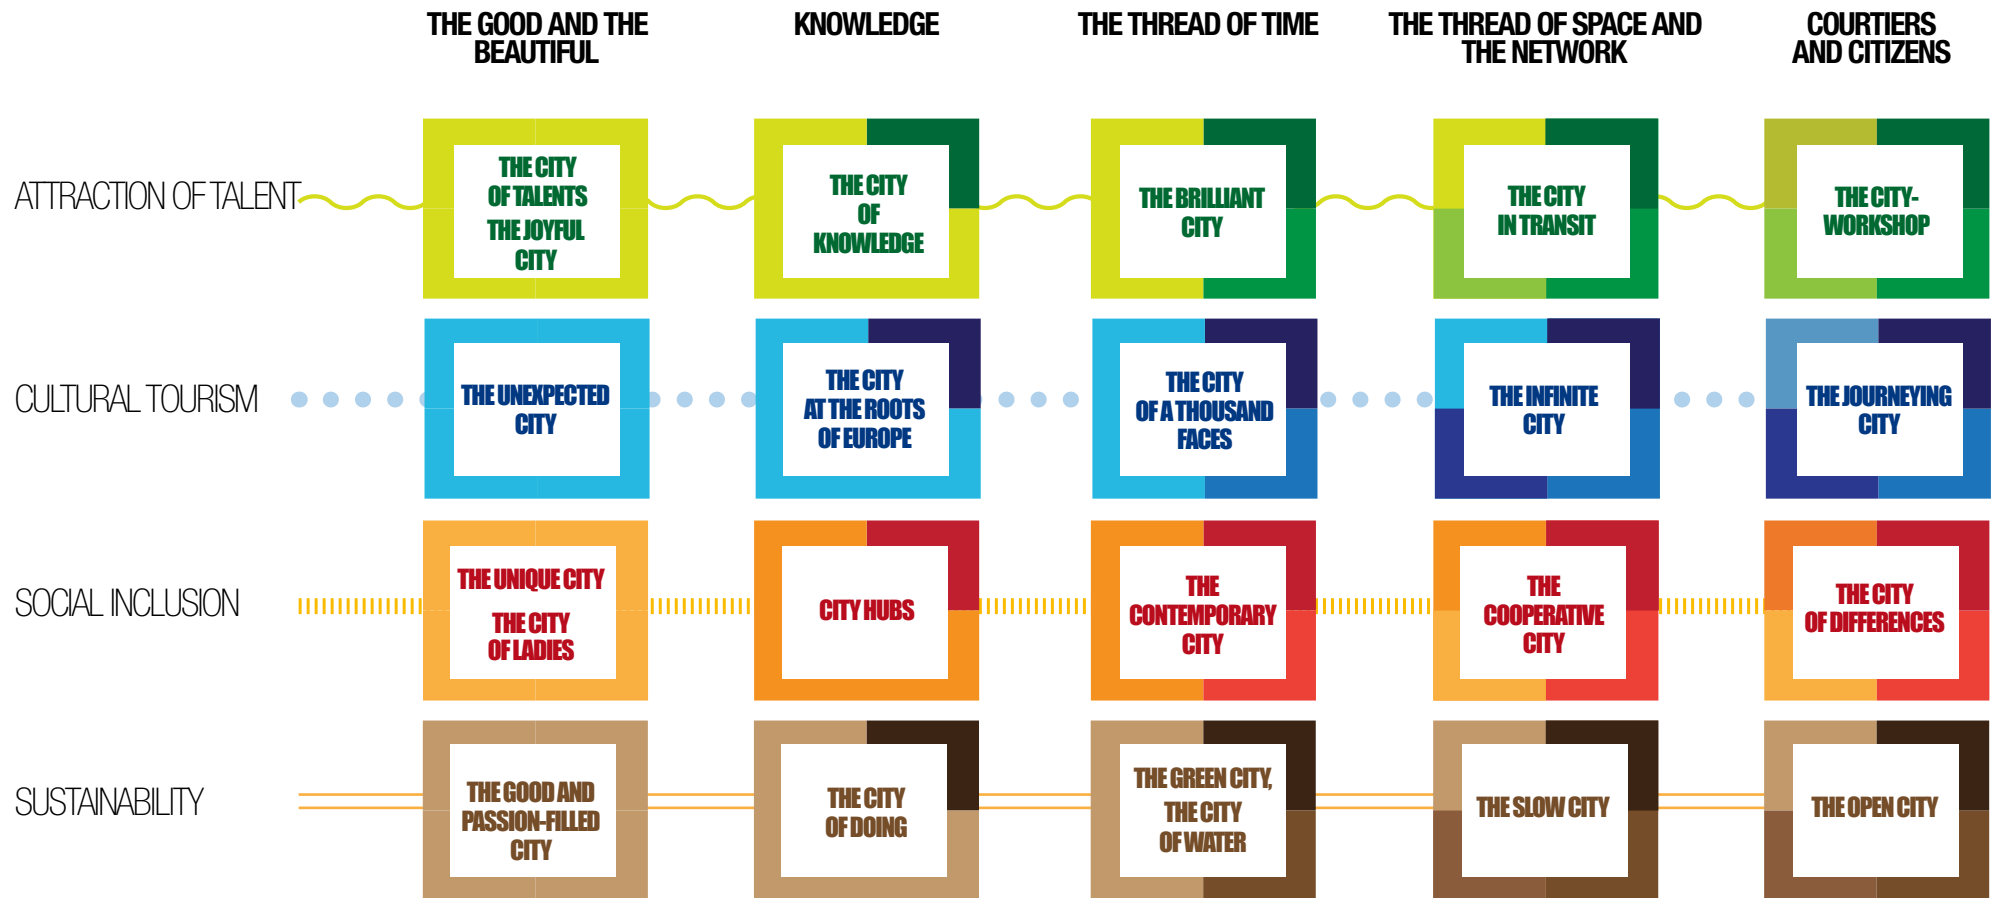 THE GOOD AND THE
BEAUTIFUL
KNOWLEDGE
THE THREAD OF TIME
THE THREAD OF SPACE AND
THE NETWORK
COURTIERS
AND CITIZENS
ATTRACTION OF TALENT
THE CITY
OF TALENTS
THE JOYFUL
CITY
THE CITY
OF
KNOWLEDGE
THE BRILLIANT
CITY
THE CITY
IN TRANSIT
THE CITY-
WORKSHOP
CULTURAL TOURISM
THE UNEXPECTED
CITY
THE CITY
AT THE ROOTS
OF EUROPE
THE CITY
OF A THOUSAND
FACES
THE INFINITE
CITY
THE JOURNEYING
CITY
SOCIAL INCLUSION
THE UNIQUE CITY
THE CITY
OF LADIES
CITY HUBS
THE
CONTEMPORARY
CITY
THE
COOPERATIVE
CITY
THE CITY
OF DIFFERENCES
SUSTAINABILITY
THE GOOD AND
PASSION-FILLED
CITY
THE CITY
OF DOING
THE GREEN CITY,
THE CITY
OF WATER
THE SLOW CITY
THE OPEN CITY